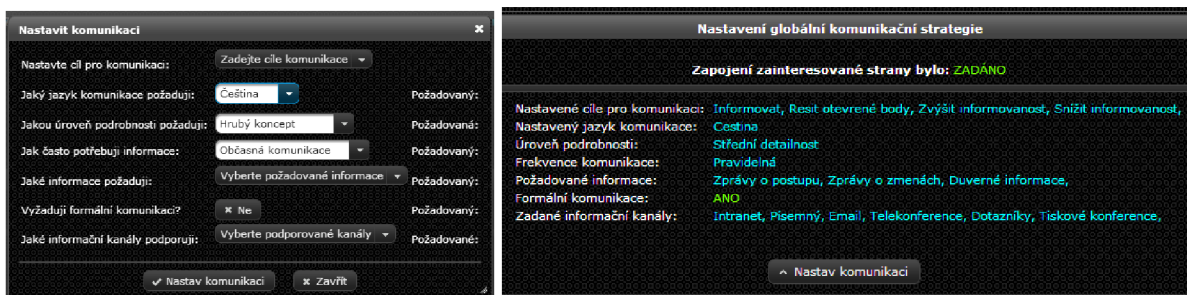 Nastavit komunikaci
Nastavte cíl pro komunikaci: Zadejte cíle komunikace
Jaký jazyk komunikace požaduji: Čeština Požadovaný:
Jakou úroveň podrobnosti požaduji: Hrubý koncept Požadovaná:
Jak často potřebuji informace: Občasná komunikace Požadovaný:
Jaké informace požaduji: Vyberte požadované informace Požadovaný:
Vyžaduji formální komunikaci? Ne Požadovaný:
Jaké informační kanály podporuji: Vyberte podporované kanály Požadované:
Nastav komunikaci Zavřít
Nastavení globální komunikační strategie
Zapojení zainteresované strany bylo: ZADÁNO
Nastavené cíle pro komunikaci: Informovat, Resit otevrené body, Zvýšit informovanost, Snížit informovanost,
Nastavený jazyk komunikace: Cestina
Úroveň podrobnosti: Střední detailnost
Frekvence komunikace: Pravidelná
Požadované informace: Zprávy o postupu, Zprávy o zmenách, Duverné informace,
Formální komunikace: ANO
Zadané informační kanály: Intranet, Písemný, Email, Telekonference, Dotazníky, Tiskové konference,
Nastav komunikaci